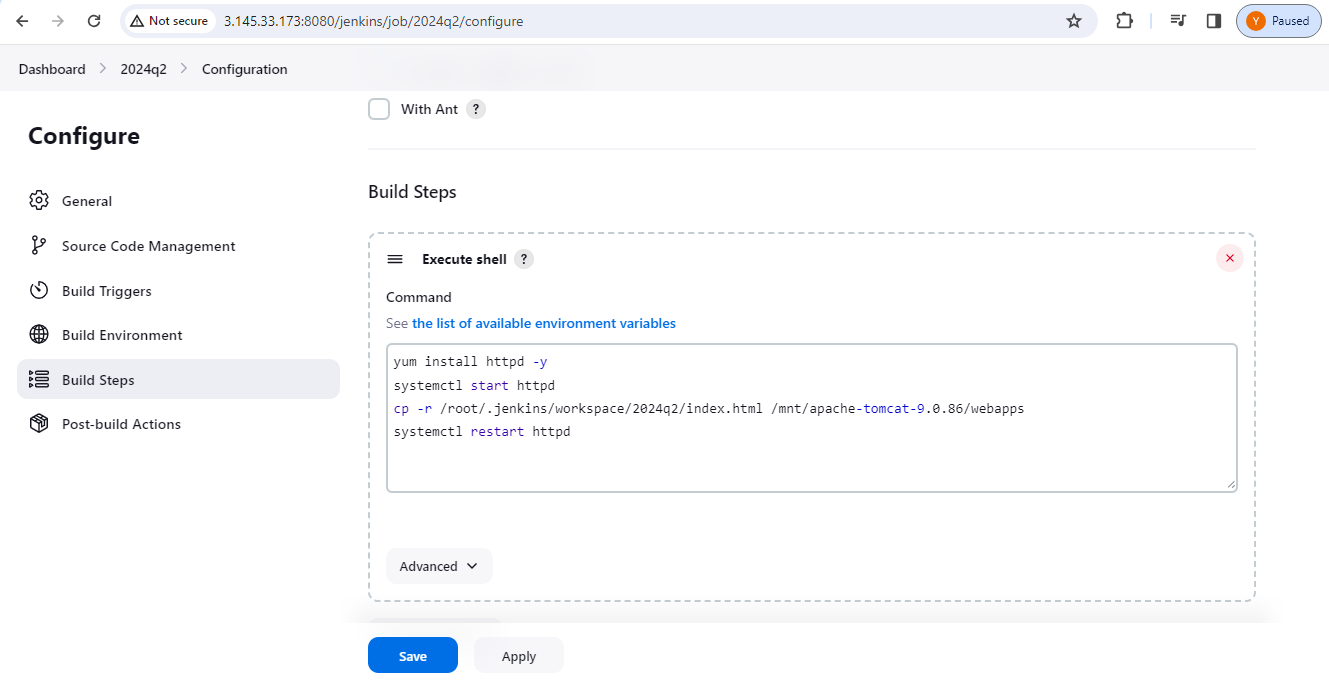 Not secure 3.145.33.173:8080/jenkins/job/2024q2/configure Y Paused
Dashboard 2024q2 Configuration
With Ant ?
Configure
General
Source Code Management
Build Triggers
Build Environment
Build Steps
Post-build Actions
Build Steps
Execute shell ?
Command
See the list of available environment variables
yum install httpd -y
systemctl start httpd
cp -r /root/.jenkins/workspace/2024q2/index.html /mnt/apache-tomcat-9.0.86/webapps
systemctl restart httpd
Advanced
Save Apply